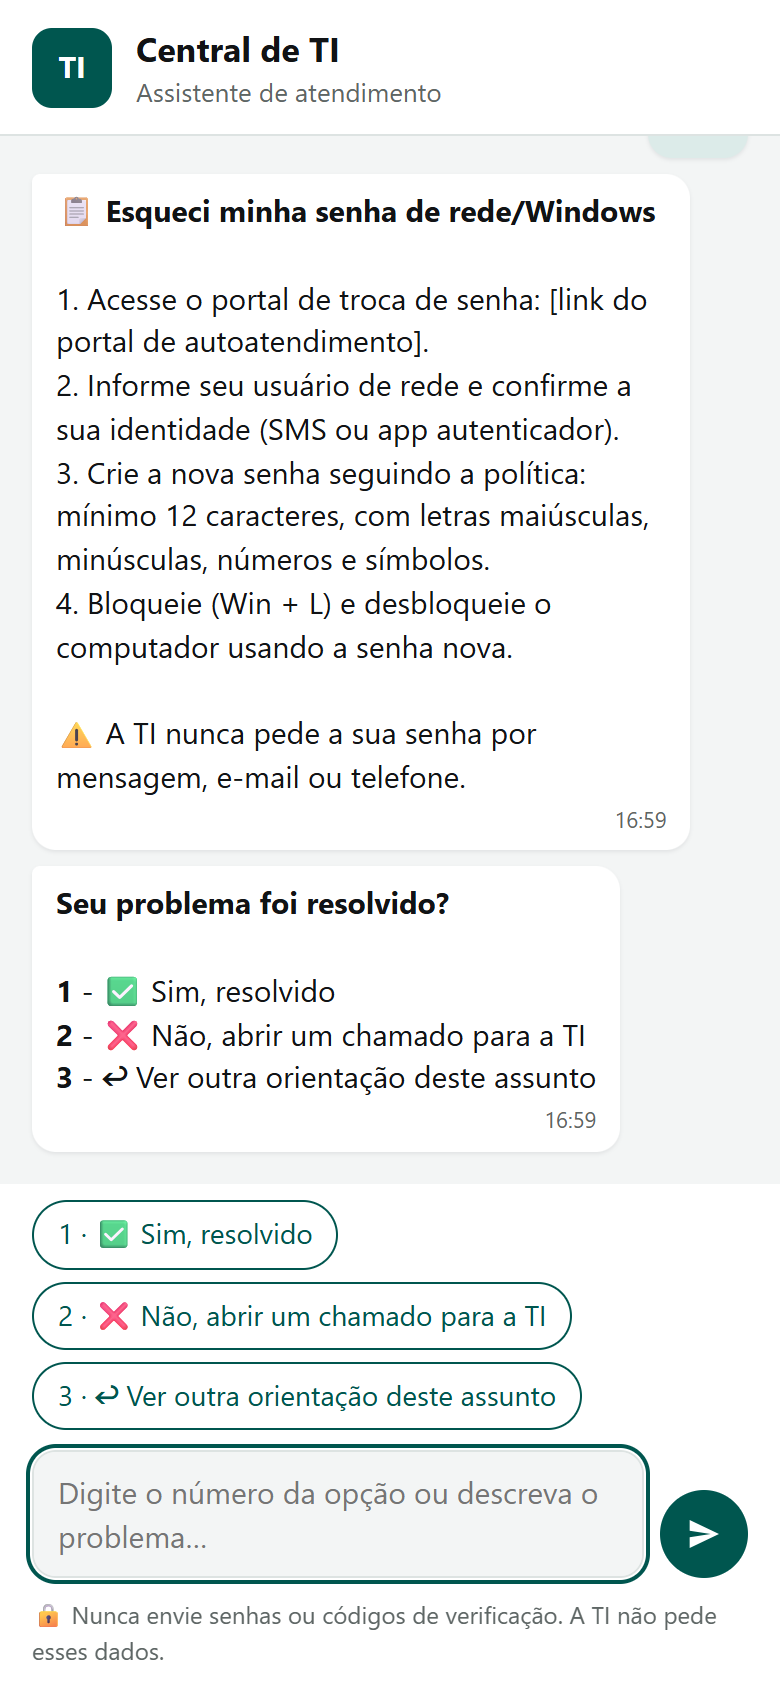 TI
Central de TI
Assistente de atendimento
📋 Esqueci minha senha de rede/Windows
1. Acesse o portal de troca de senha: [link do
portal de autoatendimento].
2. Informe seu usuário de rede e confirme a
sua identidade (SMS ou app autenticador).
3. Crie a nova senha seguindo a política:
mínimo 12 caracteres, com letras maiúsculas,
minúsculas, números e símbolos.
4. Bloqueie (Win + L) e desbloqueie o
computador usando a senha nova.
⚠️ A TI nunca pede a sua senha por
mensagem, e-mail ou telefone.
16:59
Seu problema foi resolvido?
1 - ✅ Sim, resolvido
2 - ❌ Não, abrir um chamado para a TI
3 - ↩ Ver outra orientação deste assunto
16:59
1 · ✅ Sim, resolvido
2 · ❌ Não, abrir um chamado para a TI
3 · ↩ Ver outra orientação deste assunto
Digite o número da opção ou descreva o
problema...
🔒 Nunca envie senhas ou códigos de verificação. A TI não pede
esses dados.